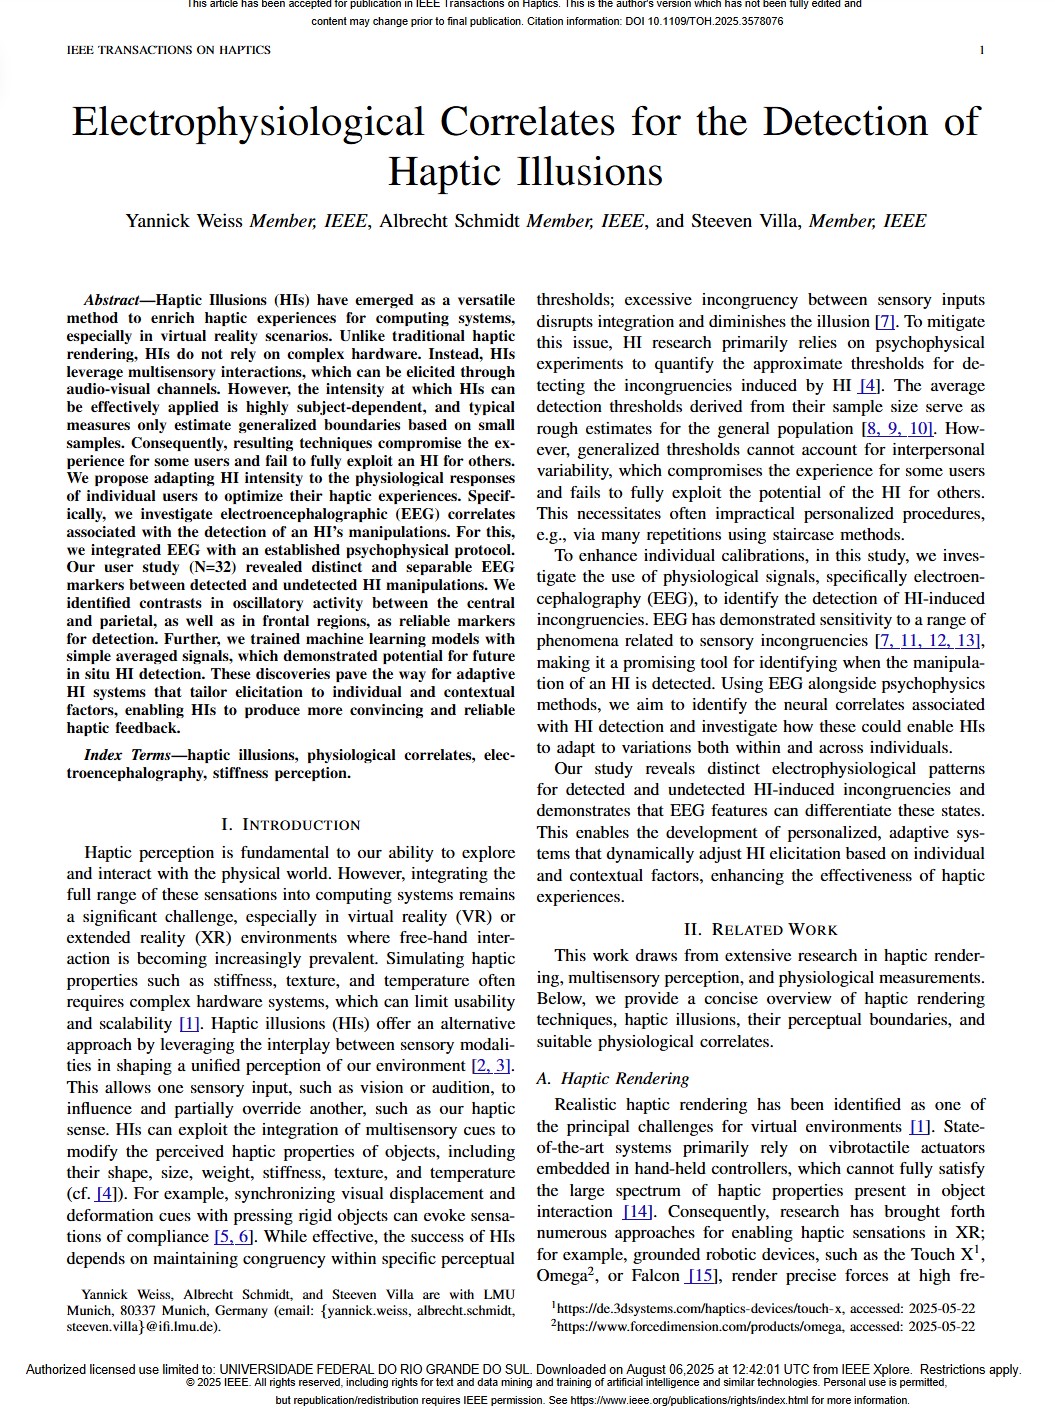 This article has been accepted for publication in IEEE Transactions on Haptics. This is the author's version which has not been fully edited and
content may change prior to final publication. Citation information: DOI 10.1109/TOH.2025.3578076
IEEE TRANSACTIONS ON HAPTICS
1
Electrophysiological Correlates for the Detection of
Haptic Illusions
Yannick Weiss Member, IEEE, Albrecht Schmidt Member, IEEE, and Steeven Villa, Member, IEEE
Abstract—Haptic Illusions (HIs) have emerged as a versatile
method to enrich haptic experiences for computing systems,
especially in virtual reality scenarios. Unlike traditional haptic
rendering, HIs do not rely on complex hardware. Instead, HIs
leverage multisensory interactions, which can be elicited through
audio-visual channels. However, the intensity at which HIs can
be effectively applied is highly subject-dependent, and typical
measures only estimate generalized boundaries based on small
samples. Consequently, resulting techniques compromise the ex-
perience for some users and fail to fully exploit an HI for others.
We propose adapting HI intensity to the physiological responses
of individual users to optimize their haptic experiences. Specif-
ically, we investigate electroencephalographic (EEG) correlates
associated with the detection of an HI's manipulations. For this,
we integrated EEG with an established psychophysical protocol.
Our user study (N=32) revealed distinct and separable EEG
markers between detected and undetected HI manipulations. We
identified contrasts in oscillatory activity between the central
and parietal, as well as in frontal regions, as reliable markers
for detection. Further, we trained machine learning models with
simple averaged signals, which demonstrated potential for future
in situ HI detection. These discoveries pave the way for adaptive
HI systems that tailor elicitation to individual and contextual
factors, enabling HIs to produce more convincing and reliable
haptic feedback.
Index Terms—haptic illusions, physiological correlates, elec-
troencephalography, stiffness perception.
I. INTRODUCTION
Haptic perception is fundamental to our ability to explore
and interact with the physical world. However, integrating the
full range of these sensations into computing systems remains
a significant challenge, especially in virtual reality (VR) or
extended reality (XR) environments where free-hand inter-
action is becoming increasingly prevalent. Simulating haptic
properties such as stiffness, texture, and temperature often
requires complex hardware systems, which can limit usability
and scalability [1]. Haptic illusions (HIs) offer an alternative
approach by leveraging the interplay between sensory modali-
ties in shaping a unified perception of our environment [2, 3].
This allows one sensory input, such as vision or audition, to
influence and partially override another, such as our haptic
sense. HIs can exploit the integration of multisensory cues to
modify the perceived haptic properties of objects, including
their shape, size, weight, stiffness, texture, and temperature
(cf. [4]). For example, synchronizing visual displacement and
deformation cues with pressing rigid objects can evoke sensa-
tions of compliance [5, 6]. While effective, the success of HIs
depends on maintaining congruency within specific perceptual
Yannick Weiss, Albrecht Schmidt, and Steeven Villa are with LMU
Munich, 80337 Munich, Germany (email: {yannick.weiss, albrecht.schmidt,
steeven.villa}@ifi.lmu.de).
thresholds; excessive incongruency between sensory inputs
disrupts integration and diminishes the illusion [7]. To mitigate
this issue, HI research primarily relies on psychophysical
experiments to quantify the approximate thresholds for de-
tecting the incongruencies induced by HI [4]. The average
detection thresholds derived from their sample size serve as
rough estimates for the general population [8, 9, 10]. How-
ever, generalized thresholds cannot account for interpersonal
variability, which compromises the experience for some users
and fails to fully exploit the potential of the HI for others.
This necessitates often impractical personalized procedures,
e.g., via many repetitions using staircase methods.
To enhance individual calibrations, in this study, we inves-
tigate the use of physiological signals, specifically electroen-
cephalography (EEG), to identify the detection of HI-induced
incongruencies. EEG has demonstrated sensitivity to a range of
phenomena related to sensory incongruencies [7, 11, 12, 13],
making it a promising tool for identifying when the manipula-
tion of an HI is detected. Using EEG alongside psychophysics
methods, we aim to identify the neural correlates associated
with HI detection and investigate how these could enable HIs
to adapt to variations both within and across individuals.
Our study reveals distinct electrophysiological patterns
for detected and undetected HI-induced incongruencies and
demonstrates that EEG features can differentiate these states.
This enables the development of personalized, adaptive sys-
tems that dynamically adjust HI elicitation based on individual
and contextual factors, enhancing the effectiveness of haptic
experiences.
II. RELATED WORK
This work draws from extensive research in haptic render-
ing, multisensory perception, and physiological measurements.
Below, we provide a concise overview of haptic rendering
techniques, haptic illusions, their perceptual boundaries, and
suitable physiological correlates.
A. Haptic Rendering
Realistic haptic rendering has been identified as one of
the principal challenges for virtual environments [1]. State-
of-the-art systems primarily rely on vibrotactile actuators
embedded in hand-held controllers, which cannot fully satisfy
the large spectrum of haptic properties present in object
interaction [14]. Consequently, research has brought forth
numerous approaches for enabling haptic sensations in XR;
for example, grounded robotic devices, such as the Touch X¹,
Omega², or Falcon [15], render precise forces at high fre-
¹https://de.3dsystems.com/haptics-devices/touch-x, accessed: 2025-05-22
²https://www.forcedimension.com/products/omega, accessed: 2025-05-22
Authorized licensed use limited to: UNIVERSIDADE FEDERAL DO RIO GRANDE DO SUL. Downloaded on August 06,2025 at 12:42:01 UTC from IEEE Xplore. Restrictions apply.
© 2025 IEEE. All rights reserved, including rights for text and data mining and training of artificial intelligence and similar technologies. Personal use is permitted,
but republication/redistribution requires IEEE permission. See https://www.ieee.org/publications/rights/index.html for more information.